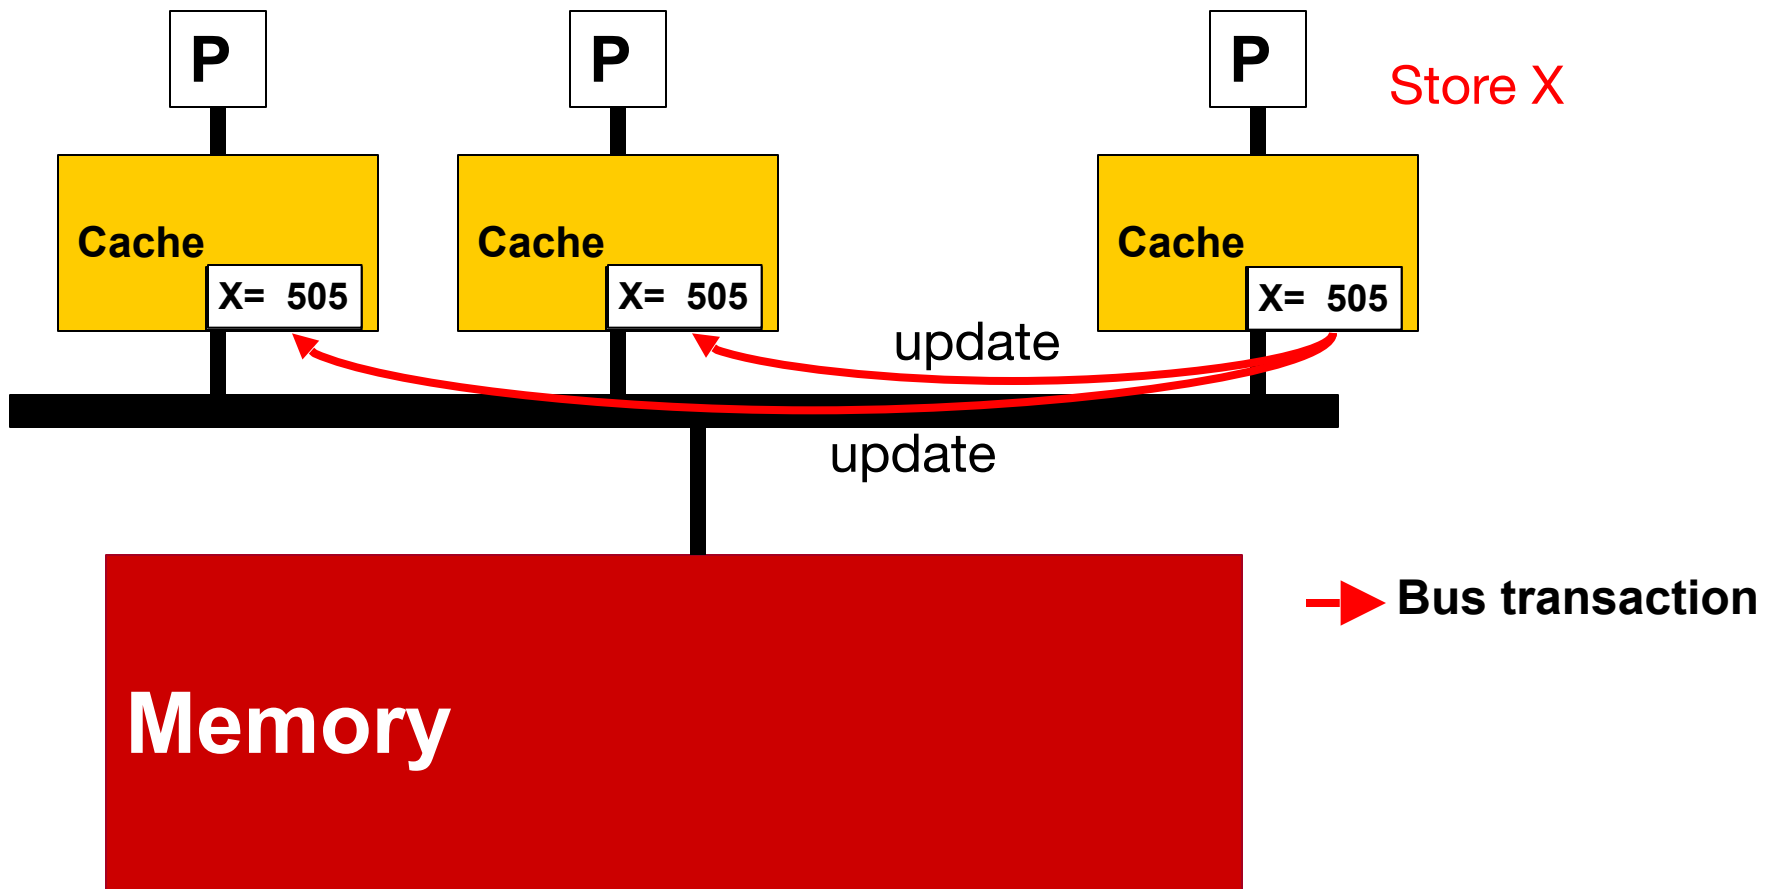 P
P
P
Store X
Cache
Cache
Cache
X= 505
X= 505
X= 505
update
update
Bus transaction
Memory